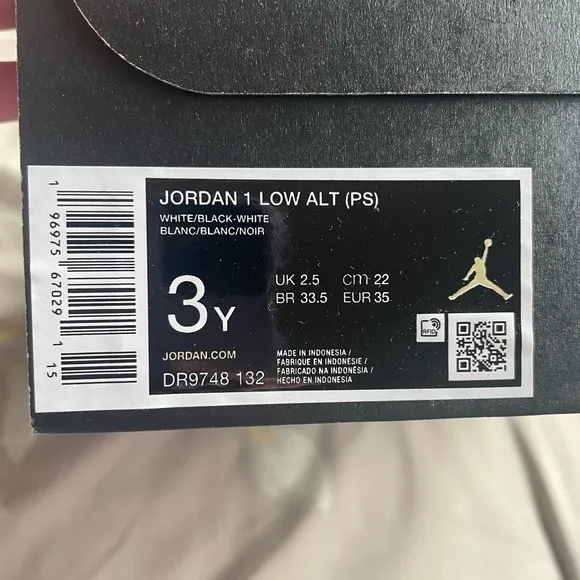 JORDAN 1 LOW ALT (PS)
WHITE/BLACK-WHITE
BLANC/BLANC/NOIR
3Y
UK 2.5 cm 22
BR 33.5 EUR 35
RFID
JORDAN.COM
DR9748 132
MADE IN INDONESIA /
FABRIQUE EN INDONESIE /
FABRICADO NA INDONÉSIA /
HECHO EN INDONESIA
1 96975 67029 1 15